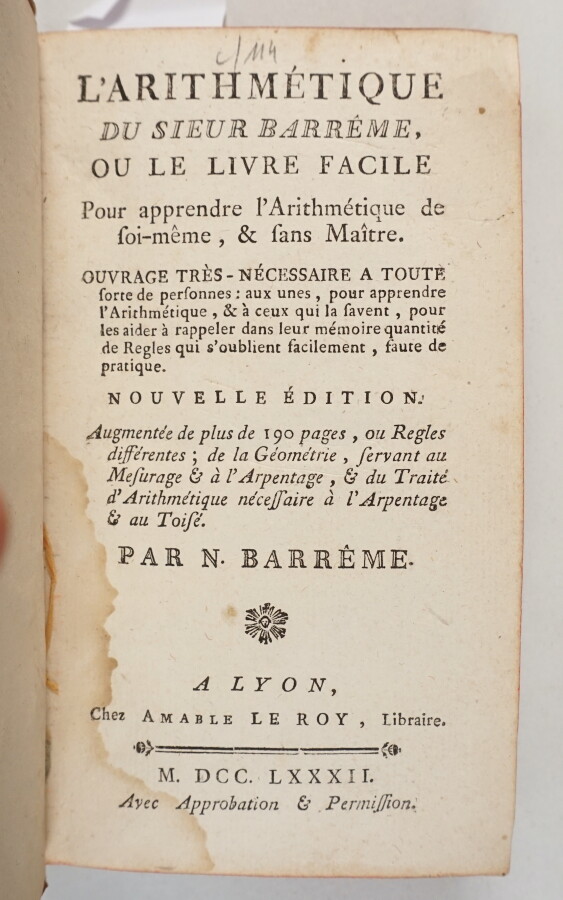 c/114
L'ARITHMÉTIQUE
DU SIEUR BARRÊME,
OU LE LIVRE FACILE
Pour apprendre l'Arithmétique de
ſoi-même, & ſans Maître.
OUVRAGE TRÈS-NÉCESSAIRE A TOUTE
ſorte de perſonnes : aux unes, pour apprendre
l'Arithmétique, & à ceux qui la ſavent, pour
les aider à rappeler dans leur mémoire quantité
de Regles qui s'oublient facilement, faute de
pratique.
NOUVELLE ÉDITION.
Augmentée de plus de 190 pages, ou Regles
différentes ; de la Géométrie, ſervant au
Meſurage & à l'Arpentage, & du Traité
d'Arithmétique néceſſaire à l'Arpentage
& au Toiſé.
PAR N. BARRÊME.
A LYON,
Chez AMABLE LE ROY, Libraire.
M. DCC. LXXXII.
Avec Approbation & Permiſſion.